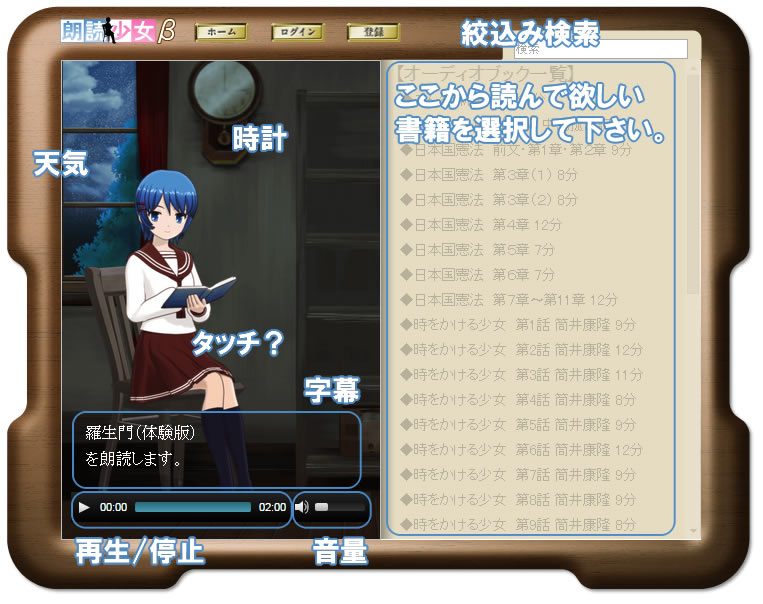 朗読少女β
ホーム
ログイン
登録
絞込み検索
検索
【オーディオブック一覧】
ここから読んで欲しい
書籍を選択して下さい。
時計
天気
◆日本国憲法 前文・第1章・第2章 9分
◆日本国憲法 第3章(1) 8分
◆日本国憲法 第3章(2) 8分
◆日本国憲法 第4章 12分
◆日本国憲法 第5章 7分
◆日本国憲法 第6章 7分
◆日本国憲法 第7章~第11章 12分
◆時をかける少女 第1話 筒井康隆 9分
◆時をかける少女 第2話 筒井康隆 12分
◆時をかける少女 第3話 筒井康隆 11分
◆時をかける少女 第4話 筒井康隆 8分
◆時をかける少女 第5話 筒井康隆 9分
◆時をかける少女 第6話 筒井康隆 12分
◆時をかける少女 第7話 筒井康隆 9分
◆時をかける少女 第8話 筒井康隆 9分
◆時をかける少女 第9話 筒井康隆 8分
タッチ?
字幕
羅生門(体験版)
を朗読します。
00:00
02:00
再生/停止
音量